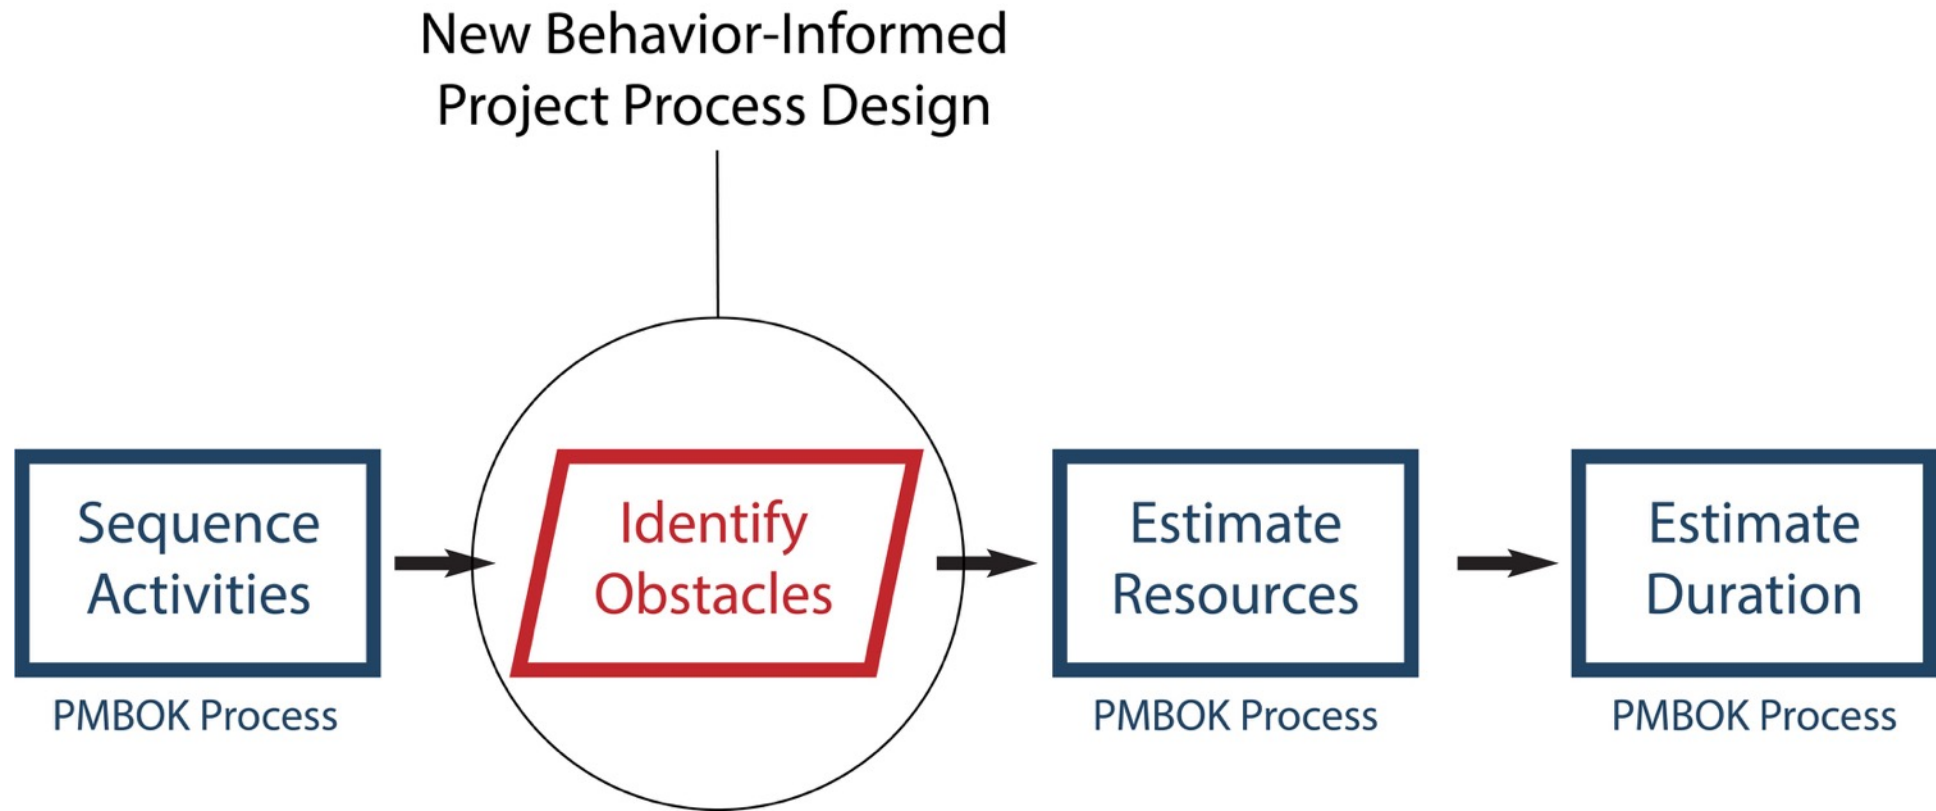 New Behavior-Informed
Project Process Design
Sequence
Activities
PMBOK Process
Identify
Obstacles
Estimate
Resources
PMBOK Process
Estimate
Duration
PMBOK Process